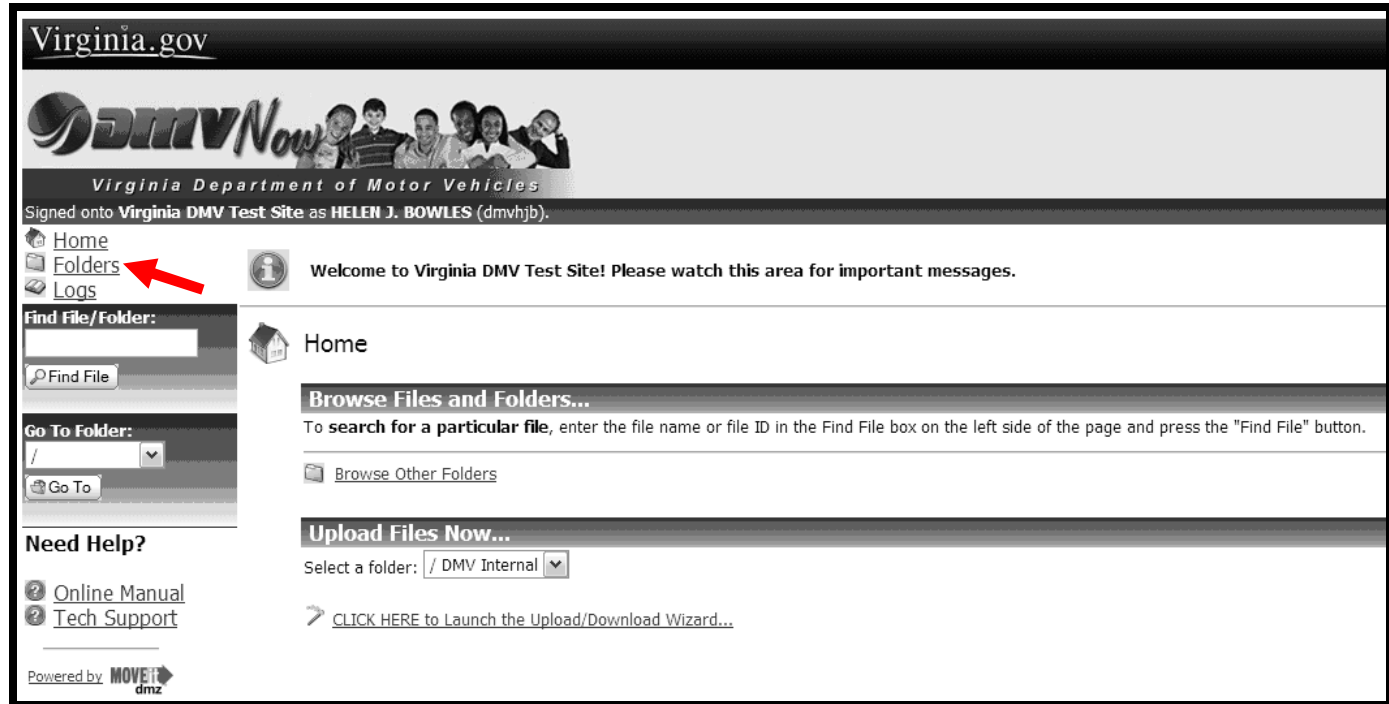 Virginia.gov
DMV Now
Virginia Department of Motor Vehicles
Signed onto Virginia DMV Test Site as HELEN J. BOWLES (dmvhjb).
Home
Folders
Logs
Find File/Folder:
Find File
Go To Folder:
/
Go To
Need Help?
Online Manual
Tech Support
Powered by MOVEit dmz
Welcome to Virginia DMV Test Site! Please watch this area for important messages.
Home
Browse Files and Folders...
To search for a particular file, enter the file name or file ID in the Find File box on the left side of the page and press the "Find File" button.
Browse Other Folders
Upload Files Now...
Select a folder: / DMV Internal
CLICK HERE to Launch the Upload/Download Wizard...